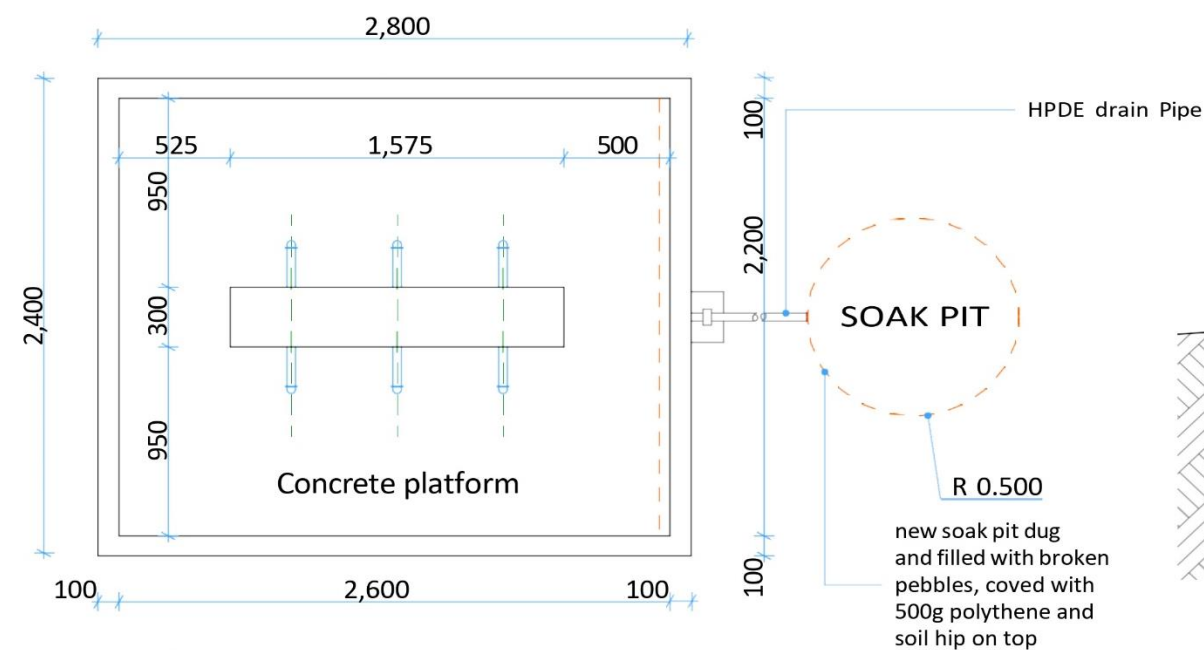 2,800
HPDE drain Pipe
100
525
1,575
500
950
2,200
2,400
300
SOAK PIT
950
Concrete platform
R 0.500
new soak pit dug
and filled with broken
pebbles, coved with
500g polythene and
soil hip on top
100
2,600
100
100